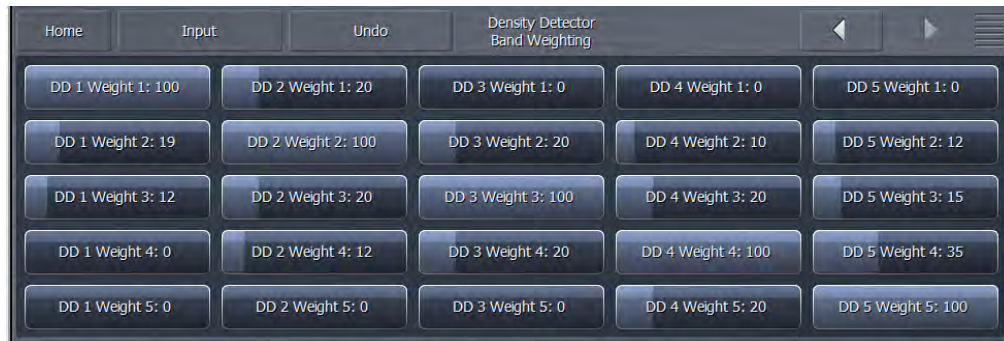 Home Input Undo Density Detector
Band Weighting
DD 1 Weight 1: 100 DD 2 Weight 1: 20 DD 3 Weight 1: 0 DD 4 Weight 1: 0 DD 5 Weight 1: 0
DD 1 Weight 2: 19 DD 2 Weight 2: 100 DD 3 Weight 2: 20 DD 4 Weight 2: 10 DD 5 Weight 2: 12
DD 1 Weight 3: 12 DD 2 Weight 3: 20 DD 3 Weight 3: 100 DD 4 Weight 3: 20 DD 5 Weight 3: 15
DD 1 Weight 4: 0 DD 2 Weight 4: 12 DD 3 Weight 4: 20 DD 4 Weight 4: 100 DD 5 Weight 4: 35
DD 1 Weight 5: 0 DD 2 Weight 5: 0 DD 3 Weight 5: 0 DD 4 Weight 5: 20 DD 5 Weight 5: 100